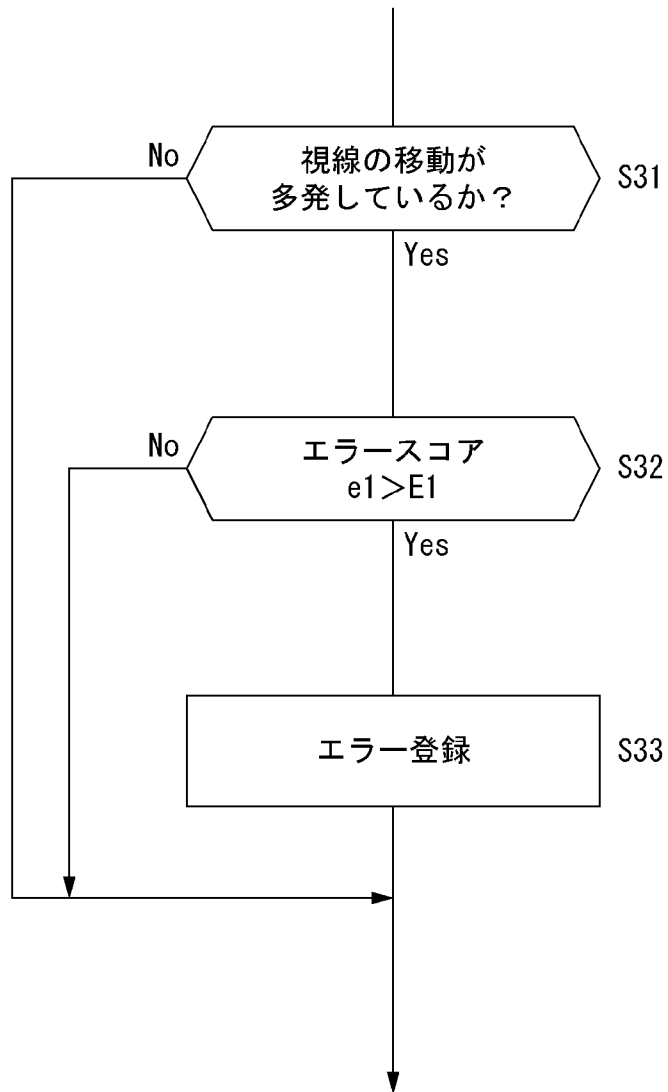 No
視線の移動が
多発しているか？
S31
Yes
No
エラースコア
e1＞E1
S32
Yes
エラー登録
S33